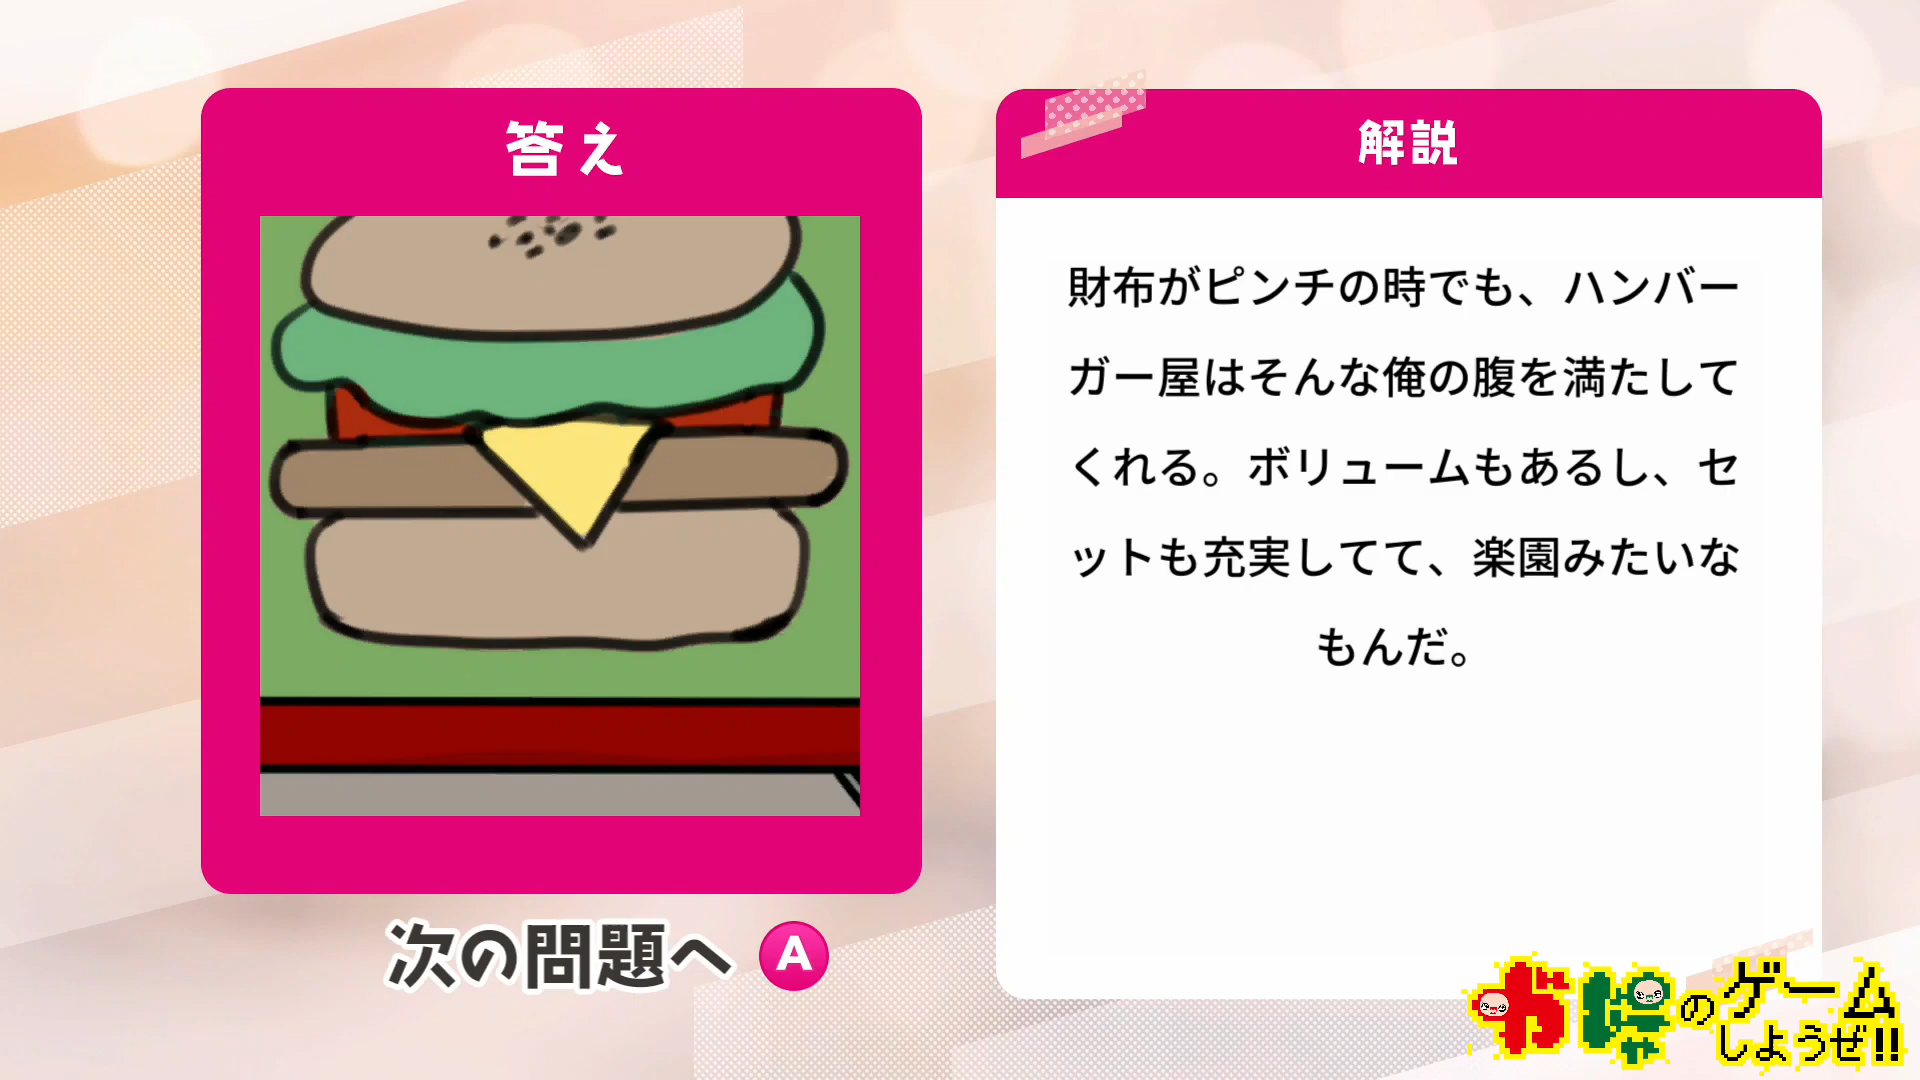 答え
解説
財布がピンチの時でも、ハンバー
ガー屋はそんな俺の腹を満たして
くれる。ボリュームもあるし、セ
ットも充実してて、楽園みたいな
もんだ。
次の問題へ A
かほのゲーム
しようぜ!!